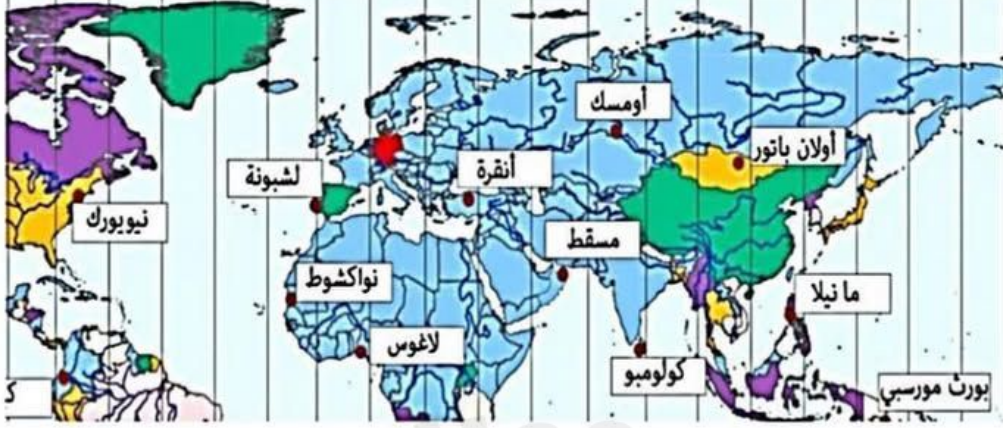 أومسك
أولان باتور
أنقرة
لشبونة
نيويورك
مسقط
نواكشوط
ما نيلا
لاغوس
كولومبو
بورث مورسبي